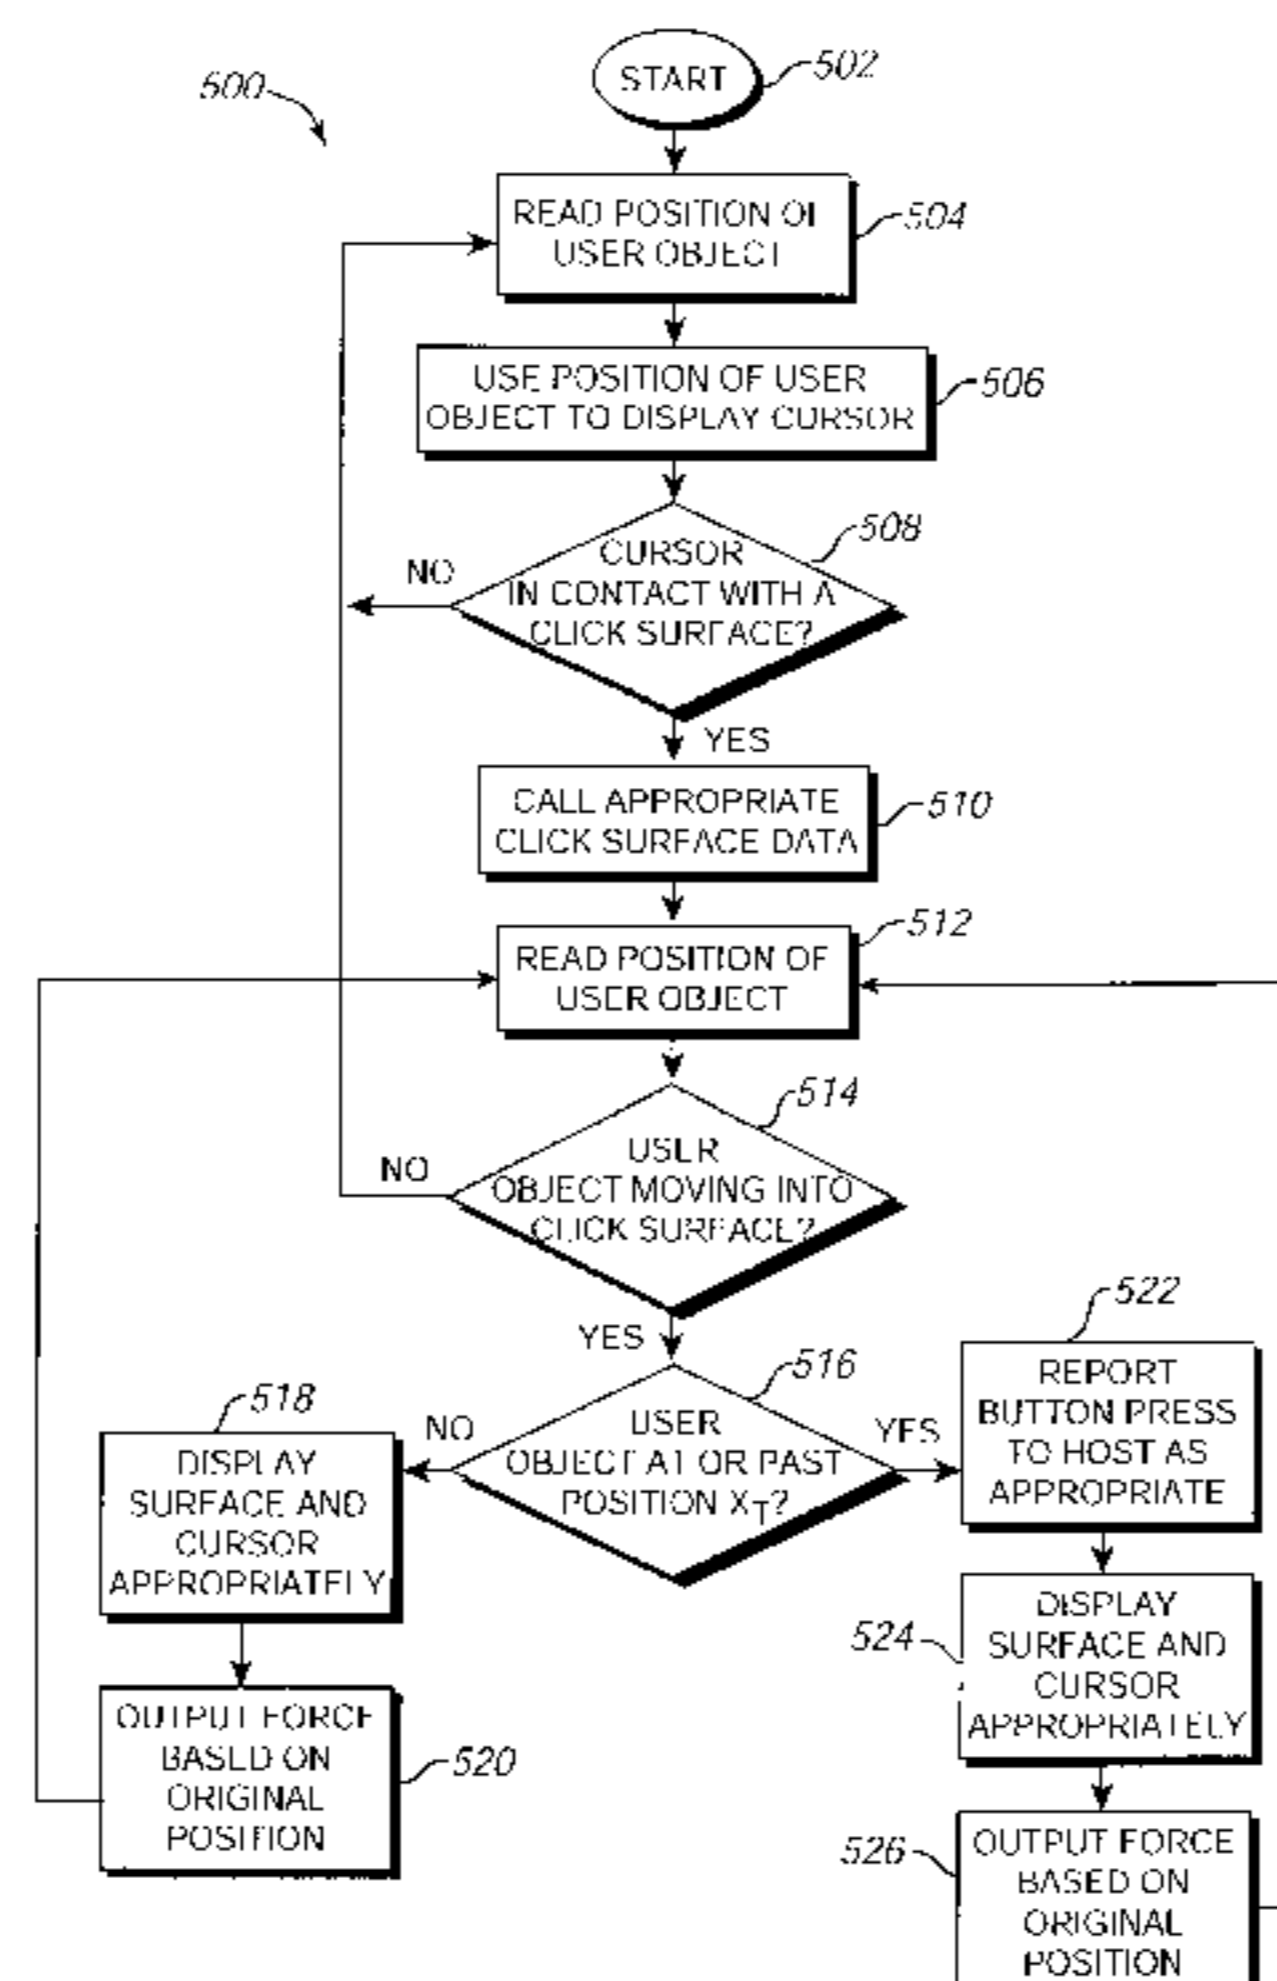 500
START
502
READ POSITION OF
USER OBJECT
504
USE POSITION OF USER
OBJECT TO DISPLAY CURSOR
506
CURSOR
IN CONTACT WITH A
CLICK SURFACE?
508
NO
YES
CALL APPROPRIATE
CLICK SURFACE DATA
510
READ POSITION OF
USER OBJECT
512
USER
OBJECT MOVING INTO
CLICK SURFACE?
514
NO
YES
USER
OBJECT AT OR PAST
POSITION X_T?
516
NO
YES
518
DISPLAY
SURFACE AND
CURSOR
APPROPRIATELY
OUTPUT FORCE
BASED ON
ORIGINAL
POSITION
520
522
REPORT
BUTTON PRESS
TO HOST AS
APPROPRIATE
524
DISPLAY
SURFACE AND
CURSOR
APPROPRIATELY
526
OUTPUT FORCE
BASED ON
ORIGINAL
POSITION